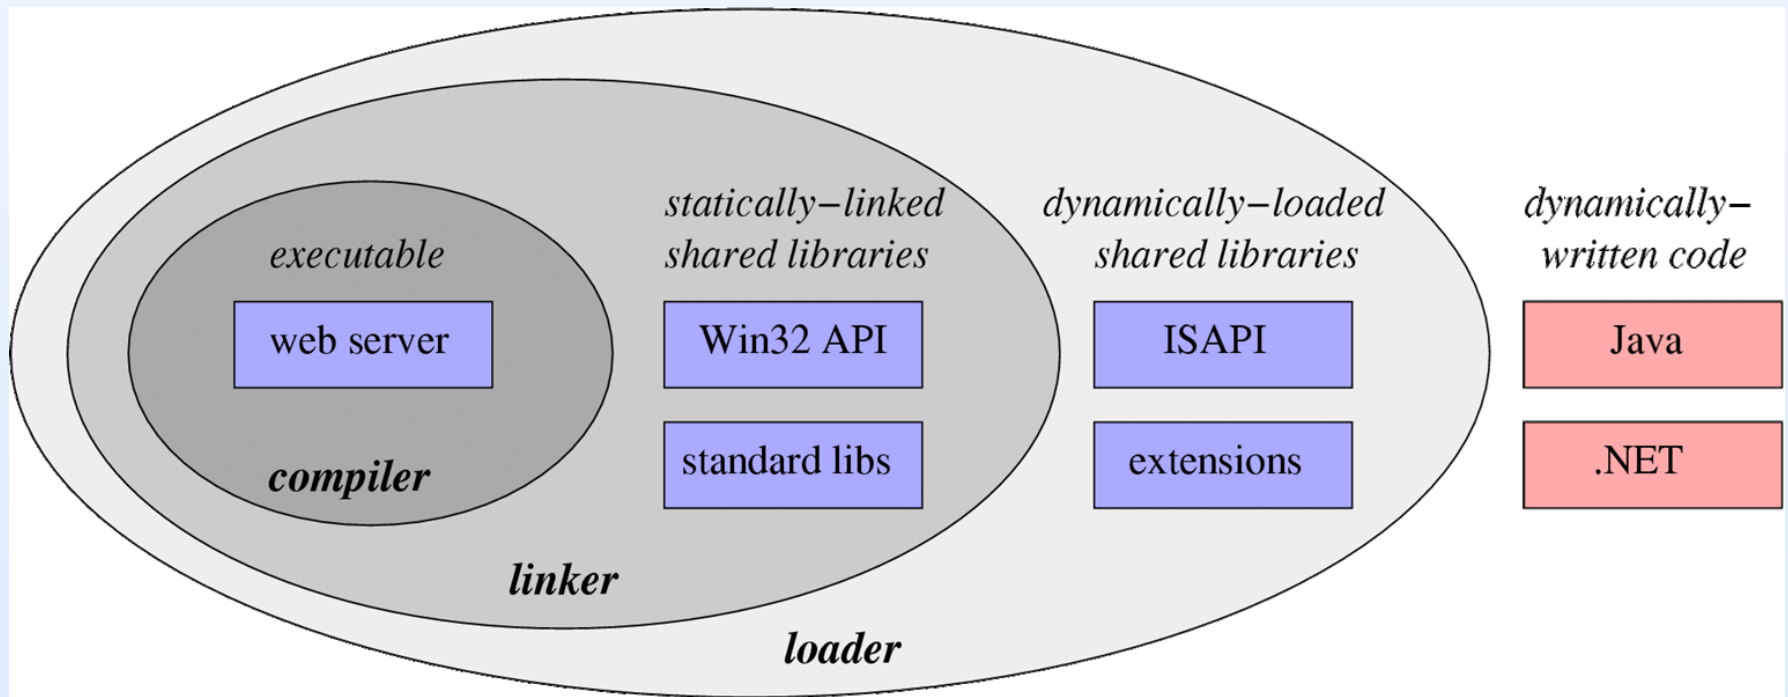 executable
web server
compiler
statically–linked
shared libraries
Win32 API
standard libs
linker
dynamically–loaded
shared libraries
ISAPI
extensions
loader
dynamically–
written code
Java
.NET